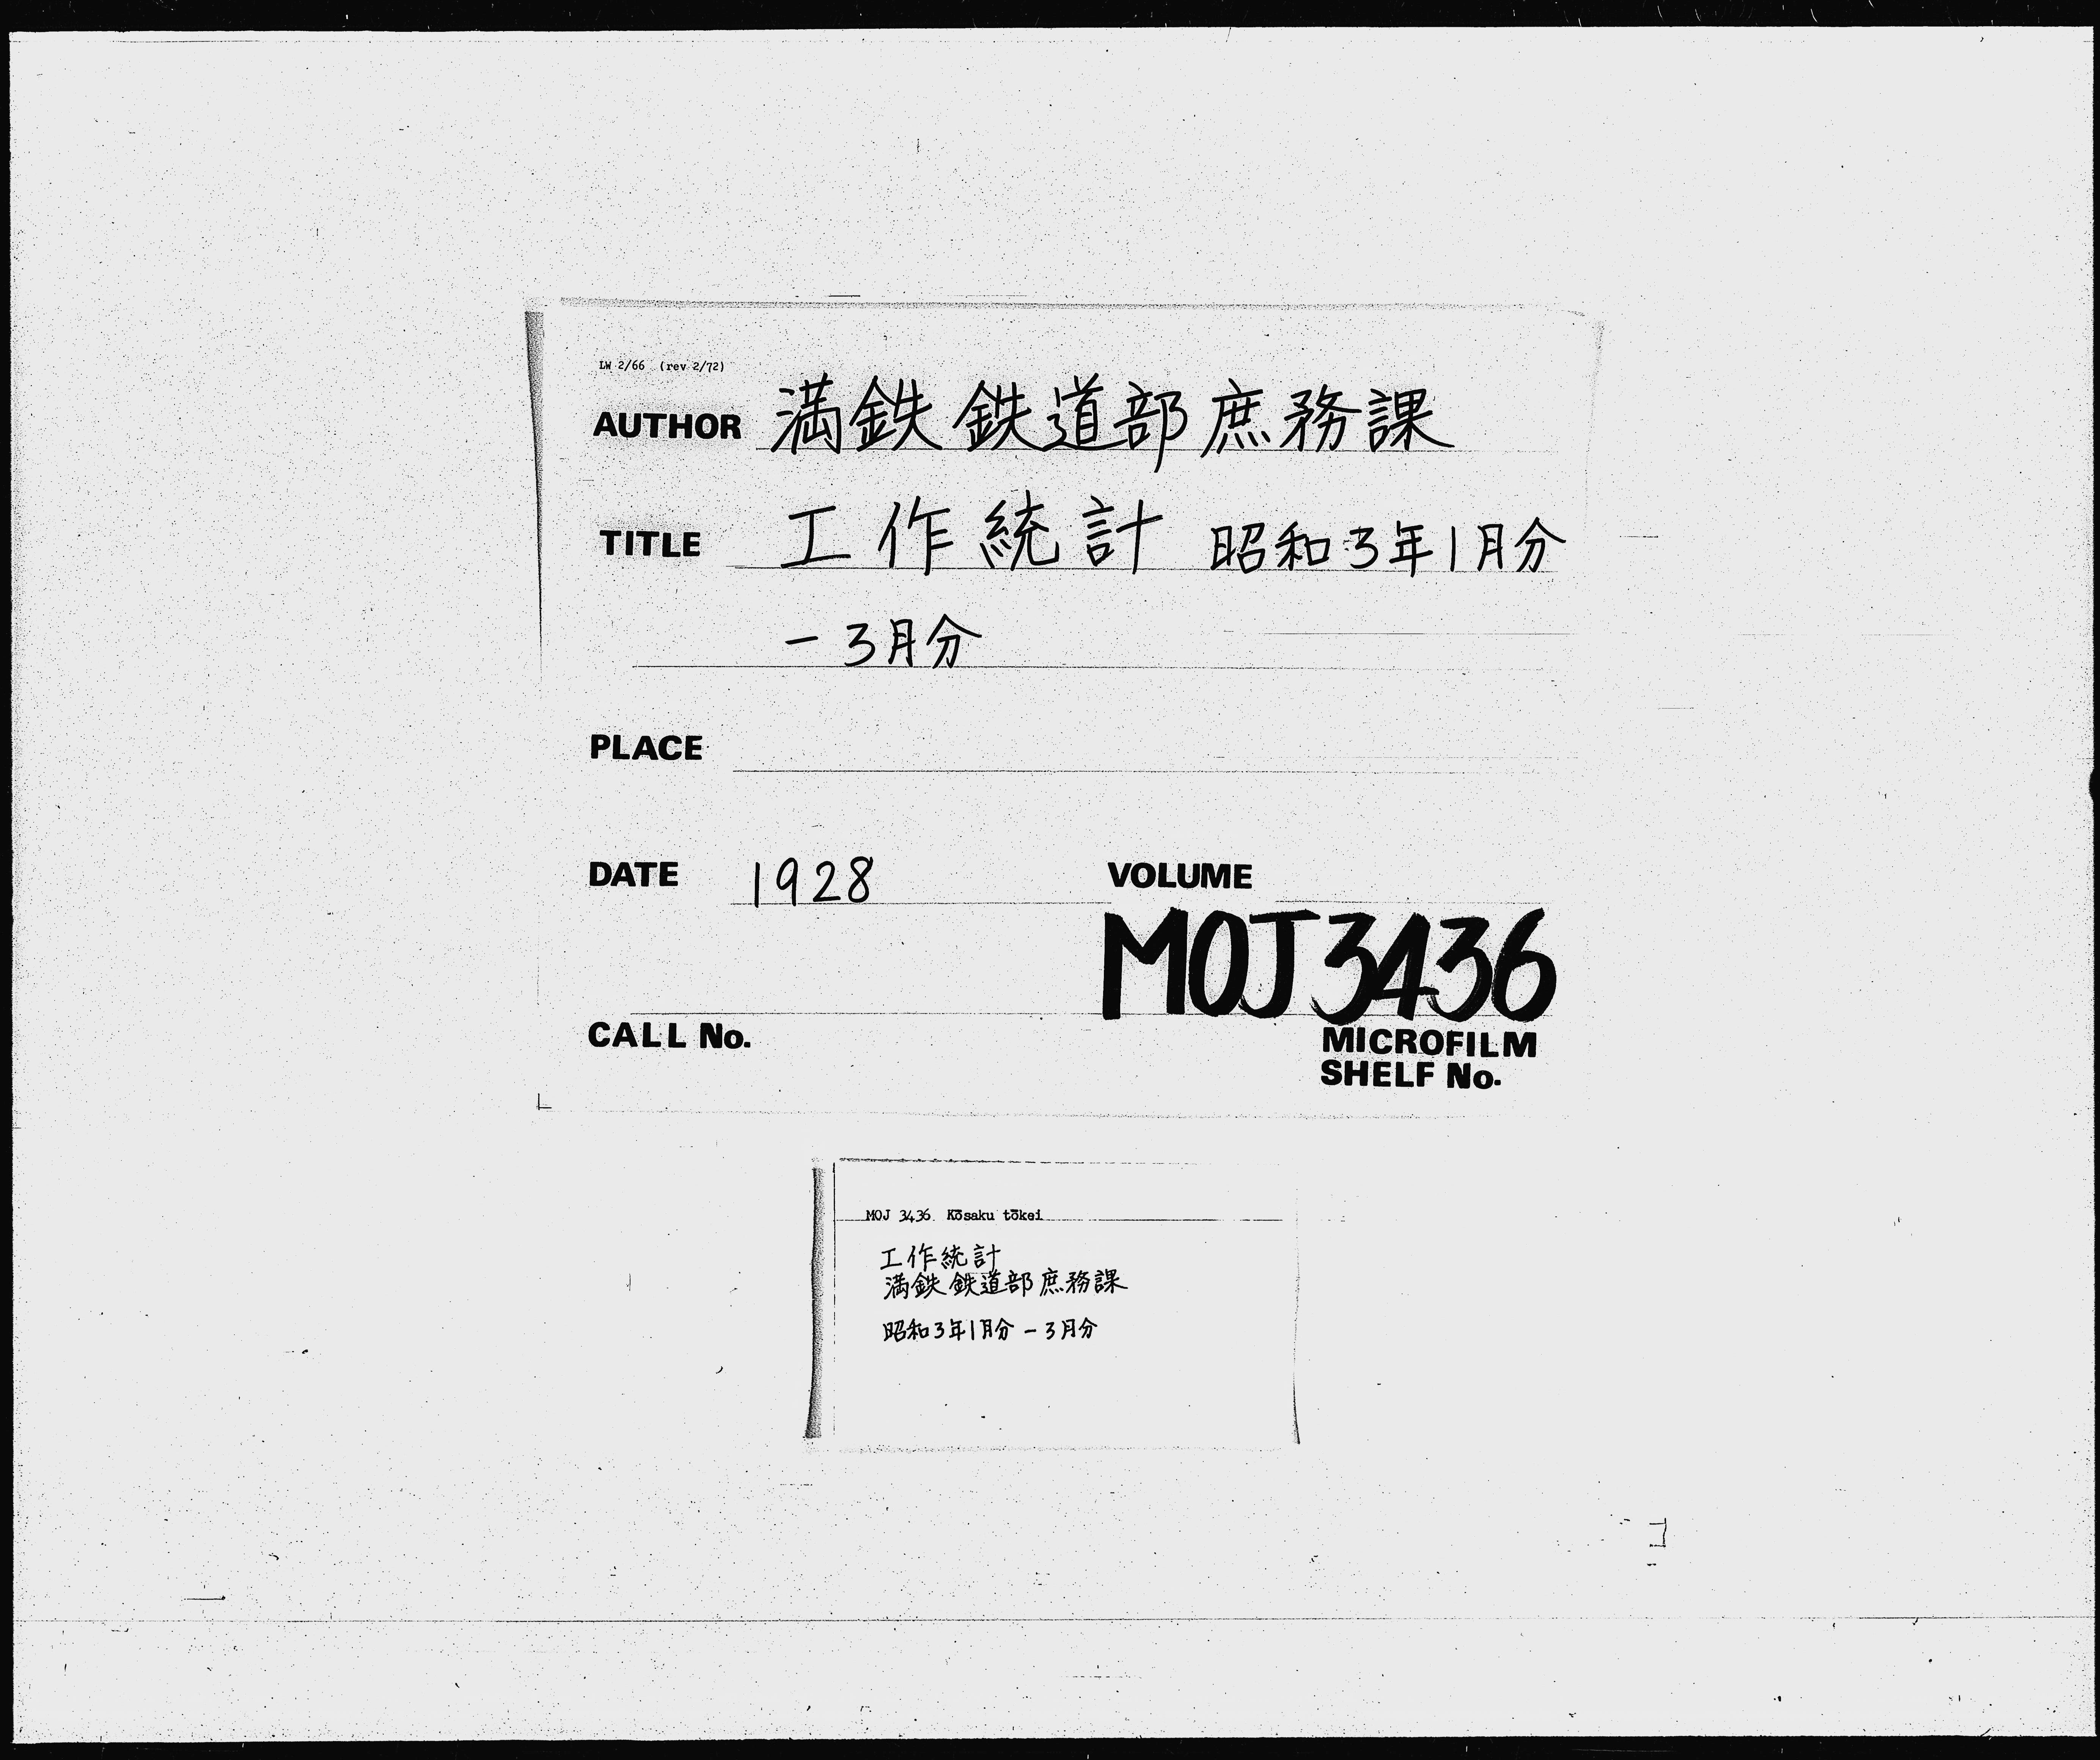 LW 2/66 (rev 2/72)
AUTHOR 満鉄 鉄道部 庶務課
TITLE 工作統計 昭和3年1月分
－3月分
PLACE
DATE 1928 VOLUME
MOJ 3436
CALL No. MICROFILM
SHELF No.
MOJ 3436 Kōsaku tōkei
工作統計
満鉄 鉄道部 庶務課
昭和3年1月分 － 3月分